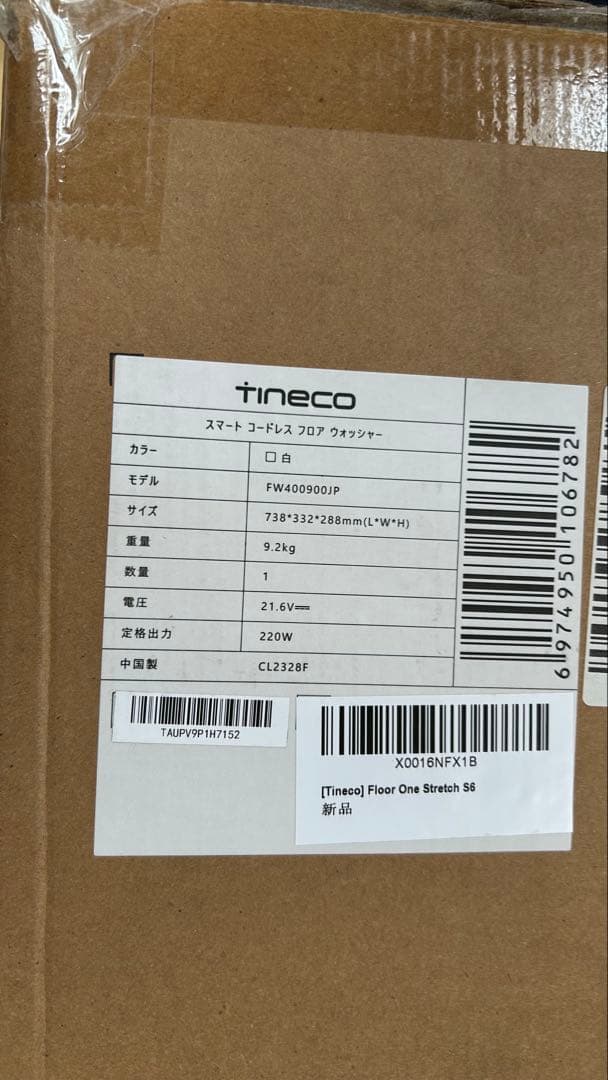 tineco
スマート コードレス フロア ウォッシャー
カラー □ 白
モデル FW400900JP
サイズ 738*332*288mm(L*W*H)
重量 9.2kg
数量 1
電圧 21.6V⎓
定格出力 220W
中国製 CL2328F
6 974950 106782
TAUPV9P1H7152
X0016NFX1B
[Tineco] Floor One Stretch S6
新品